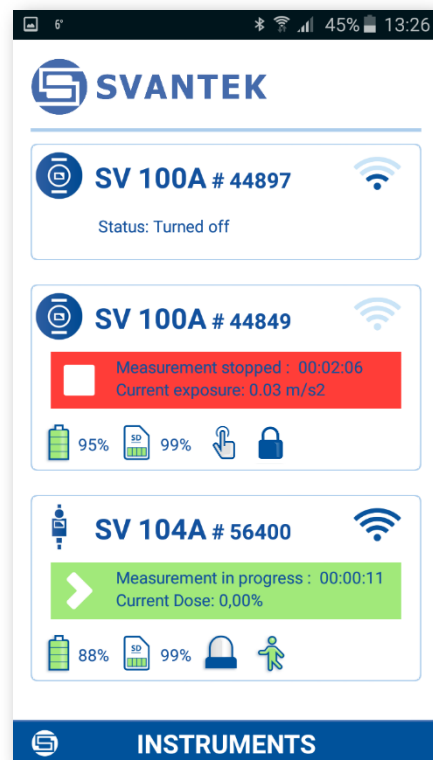 6° 45% 13:26
SVANTEK
SV 100A # 44897
Status: Turned off
SV 100A # 44849
Measurement stopped : 00:02:06
Current exposure: 0.03 m/s2
95% SD 99%
SV 104A # 56400
Measurement in progress : 00:00:11
Current Dose: 0,00%
88% SD 99%
INSTRUMENTS